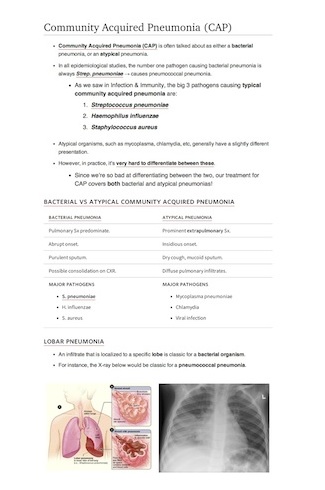 Community Acquired Pneumonia (CAP)
Community Acquired Pneumonia (CAP) is often talked about as either a bacterial
pneumonia, or an atypical pneumonia.
In all epidemiological studies, the number one pathogen causing bacterial pneumonia is
always Strep. pneumoniae → causes pneumococcal pneumonia.
As we saw in Infection & Immunity, the big 3 pathogens causing typical
community acquired pneumonia are:
1. Streptococcus pneumoniae
2. Haemophilus influenzae
3. Staphylococcus aureus
Atypical organisms, such as mycoplasma, chlamydia, etc, generally have a slightly different
presentation.
However, in practice, it's very hard to differentiate between these.
Since we're so bad at differentiating between the two, our treatment for
CAP covers both bacterial and atypical pneumonias!
BACTERIAL VS ATYPICAL COMMUNITY ACQUIRED PNEUMONIA
BACTERIAL PNEUMONIA ATYPICAL PNEUMONIA
Pulmonary Sx predominate. Prominent extrapulmonary Sx.
Abrupt onset. Insidious onset.
Purulent sputum. Dry cough, mucoid sputum.
Possible consolidation on CXR. Diffuse pulmonary infiltrates.
MAJOR PATHOGENS MAJOR PATHOGENS
S. pneumoniae Mycoplasma pneumoniae
H. influenzae Chlamydia
S. aureus Viral infection
LOBAR PNEUMONIA
An infiltrate that is localized to a specific lobe is classic for a bacterial organism.
For instance, the X-ray below would be classic for a pneumococcal pneumonia.
L